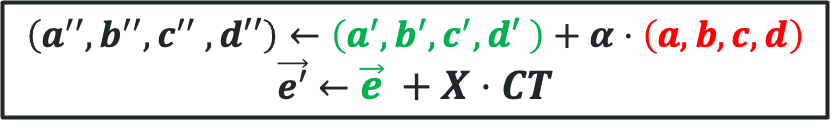 (a'', b'', c'' , d'') ← (a', b', c', d' ) + α · (a, b, c, d)
e⃗' ← e⃗ + X · CT